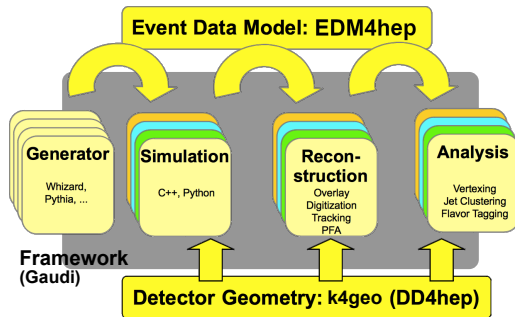 Event Data Model: EDM4hep
Generator
Whizard,
Pythia, ...
Simulation
C++, Python
Recon-
struction
Overlay
Digitization
Tracking
PFA
Analysis
Vertexing
Jet Clustering
Flavor Tagging
Framework
(Gaudi)
Detector Geometry: k4geo (DD4hep)